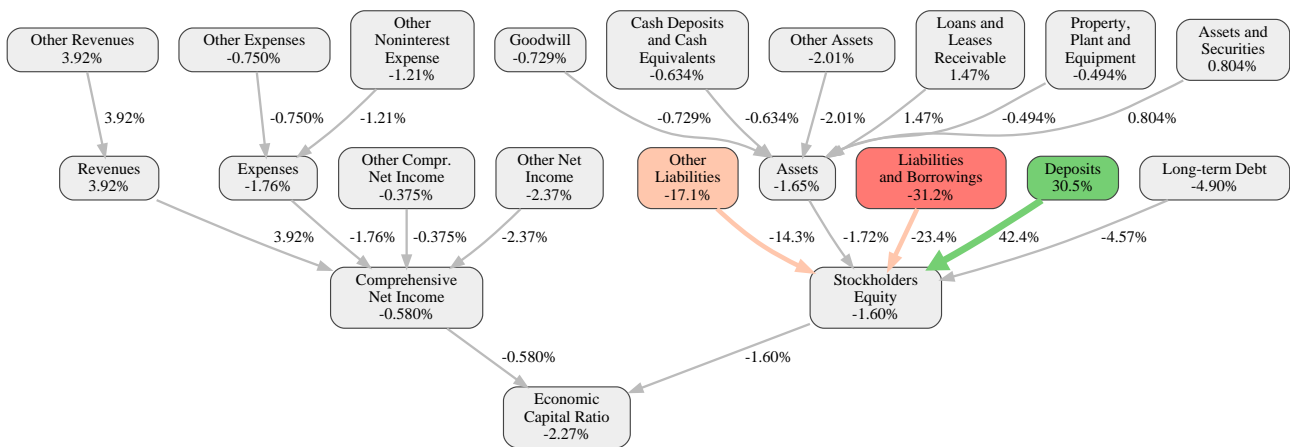 Other Revenues
3.92%
Other Expenses
-0.750%
Other
Noninterest
Expense
-1.21%
Goodwill
-0.729%
Cash Deposits
and Cash
Equivalents
-0.634%
Other Assets
-2.01%
Loans and
Leases
Receivable
1.47%
Property,
Plant and
Equipment
-0.494%
Assets and
Securities
0.804%
3.92%
-0.750%
-1.21%
-0.729%
-0.634%
-2.01%
1.47%
-0.494%
0.804%
Revenues
3.92%
Expenses
-1.76%
Other Compr.
Net Income
-0.375%
Other Net
Income
-2.37%
Other
Liabilities
-17.1%
Assets
-1.65%
Liabilities
and Borrowings
-31.2%
Deposits
30.5%
Long-term Debt
-4.90%
3.92%
-1.76%
-0.375%
-2.37%
-14.3%
-1.72%
-23.4%
42.4%
-4.57%
Comprehensive
Net Income
-0.580%
Stockholders
Equity
-1.60%
-0.580%
-1.60%
Economic
Capital Ratio
-2.27%